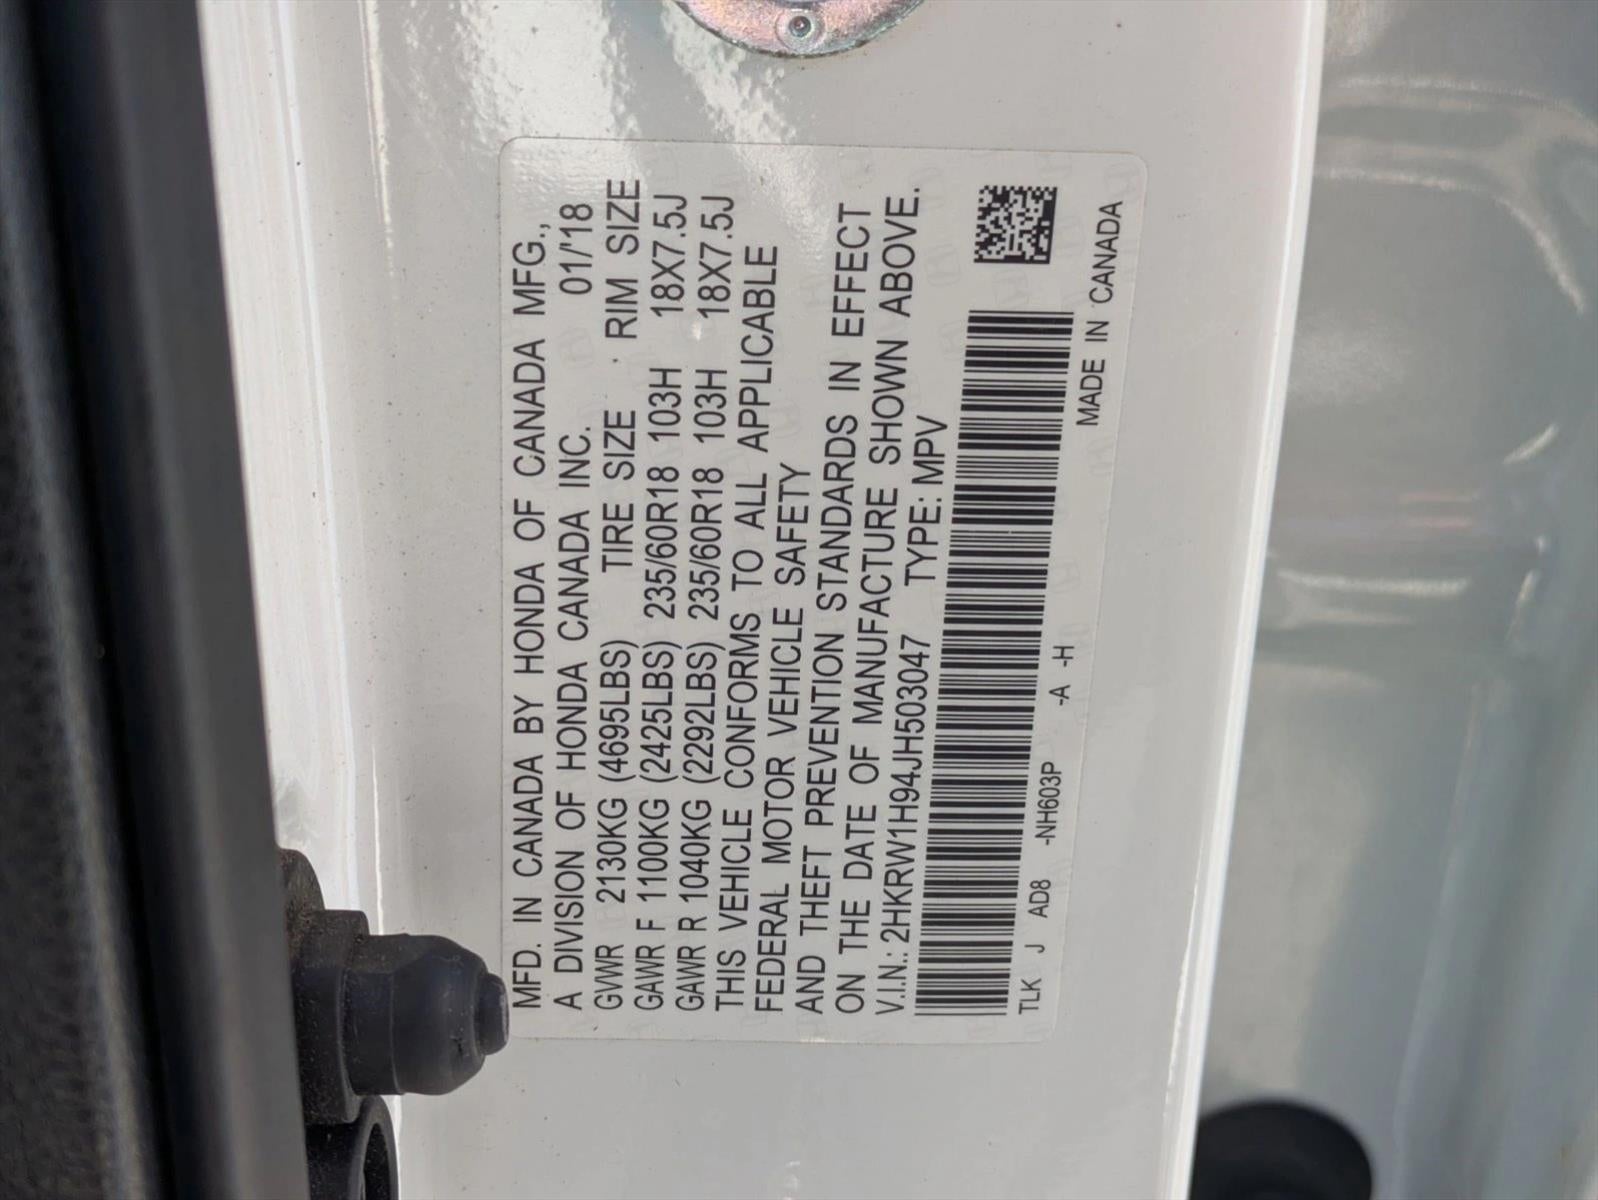 MFD. IN CANADA BY HONDA OF CANADA MFG.,
A DIVISION OF HONDA CANADA INC. 01/'18
GVWR 2130KG (4695LBS) TIRE SIZE RIM SIZE
GAWR F 1100KG (2425LBS) 235/60R18 103H 18X7.5J
GAWR R 1040KG (2292LBS) 235/60R18 103H 18X7.5J
THIS VEHICLE CONFORMS TO ALL APPLICABLE
FEDERAL MOTOR VEHICLE SAFETY
AND THEFT PREVENTION STANDARDS IN EFFECT
ON THE DATE OF MANUFACTURE SHOWN ABOVE.
V.I.N.: 2HKRW1H94JH503047 TYPE: MPV
TLK J AD8 -NH603P -A -H MADE IN CANADA